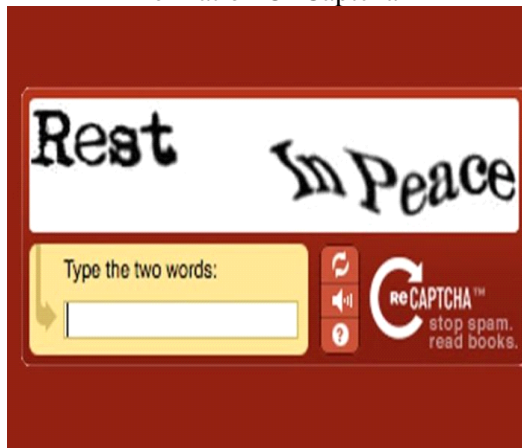 Rest In Peace
Type the two words:
reCAPTCHA™
stop spam.
read books.